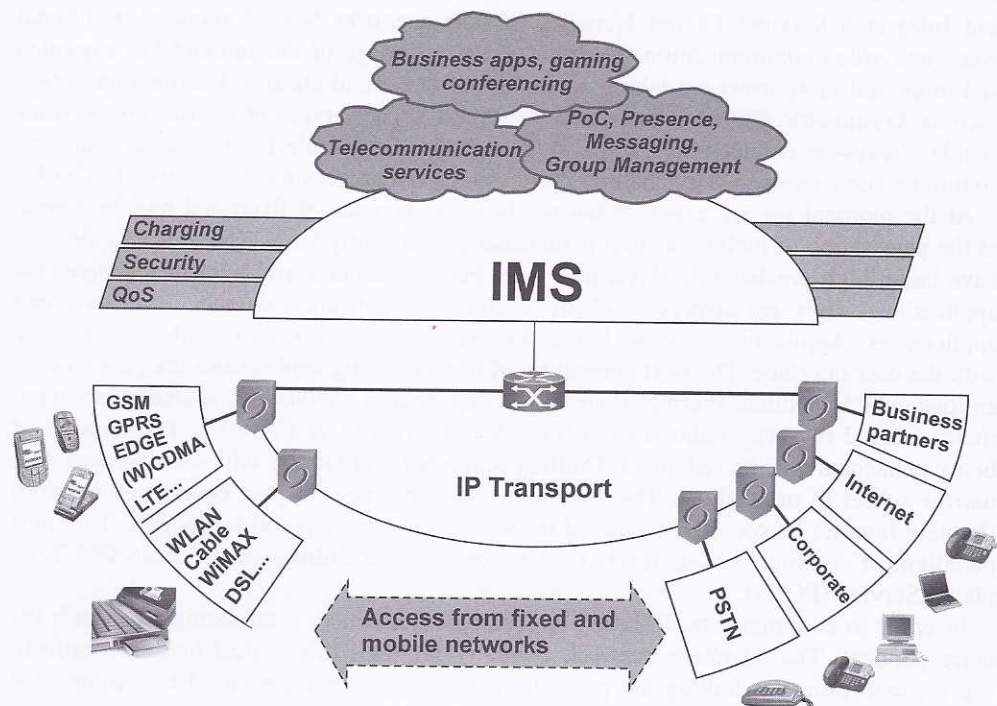 Business apps, gaming
conferencing
PoC, Presence,
Messaging,
Group Management
Telecommunication
services
Charging
Security
QoS
IMS
GSM
GPRS
EDGE
(W)CDMA
LTE...
WLAN
Cable
WIMAX
DSL...
IP Transport
Business
partners
Internet
Corporate
PSTN
Access from fixed and
mobile networks